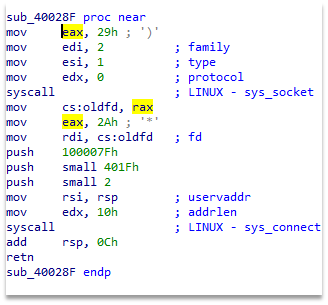 sub_40028F proc near
mov eax, 29h ; ')'
mov edi, 2 ; family
mov esi, 1 ; type
mov edx, 0 ; protocol
syscall ; LINUX - sys_socket
mov cs:oldfd, rax
mov eax, 2Ah ; '*'
mov rdi, cs:oldfd ; fd
push 100007Fh
push small 401Fh
push small 2
mov rsi, rsp ; uservaddr
mov edx, 10h ; addrlen
syscall ; LINUX - sys_connect
add rsp, 0Ch
retn
sub_40028F endp